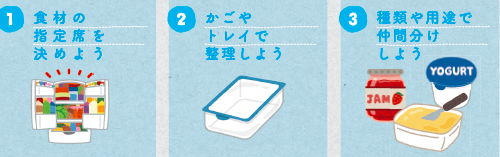 1 食材の
指定席を
決めよう
2 かごや
トレイで
整理しよう
3 種類や用途で
仲間分け
しよう
YOGURT
JAM